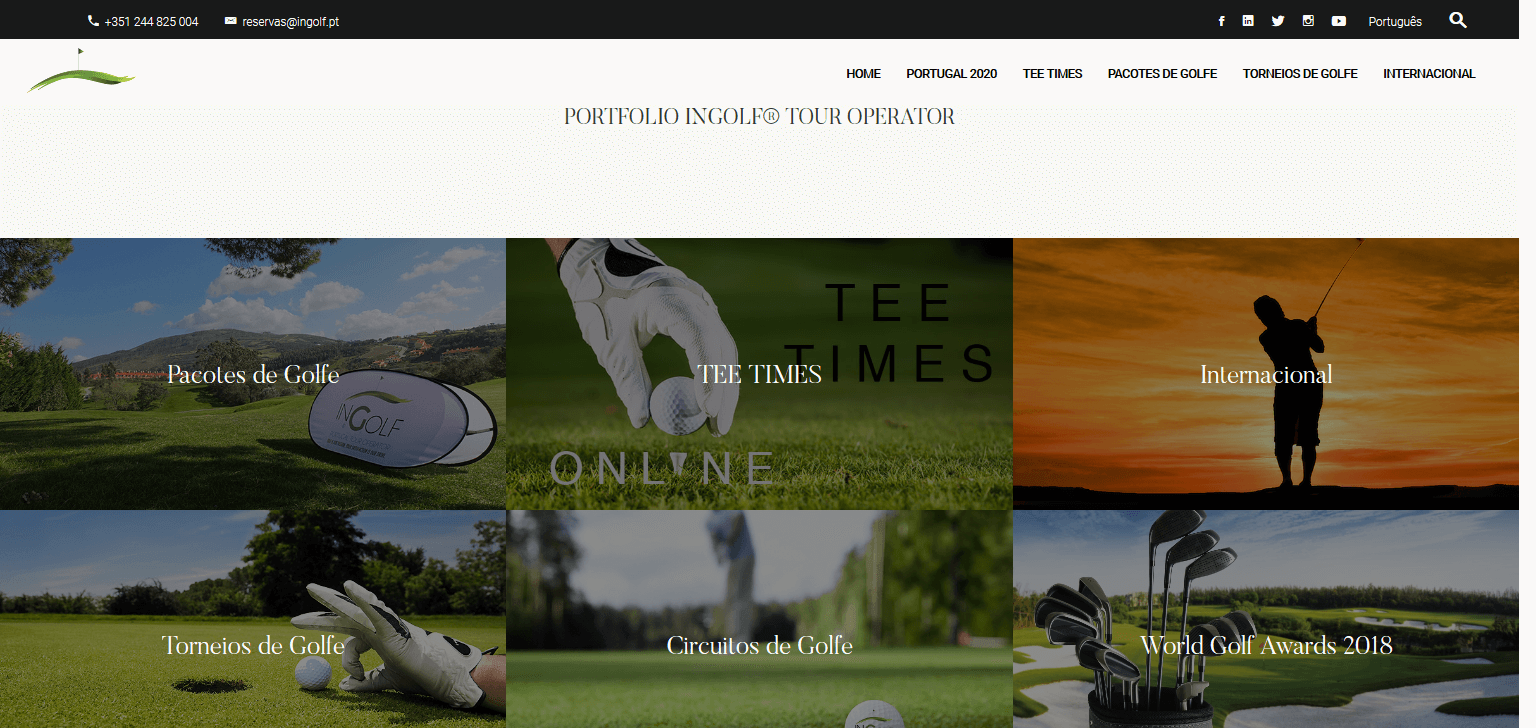 +351 244 825 004
reservas@ingolf.pt
Português
HOME
PORTUGAL 2020
TEE TIMES
PACOTES DE GOLFE
TORNEIOS DE GOLFE
INTERNACIONAL
PORTFOLIO INGOLF® TOUR OPERATOR
Pacotes de Golfe
INGOLF
TEE
TIMES
TEE TIMES
ONLINE
Internacional
Torneios de Golfe
Circuitos de Golfe
World Golf Awards 2018